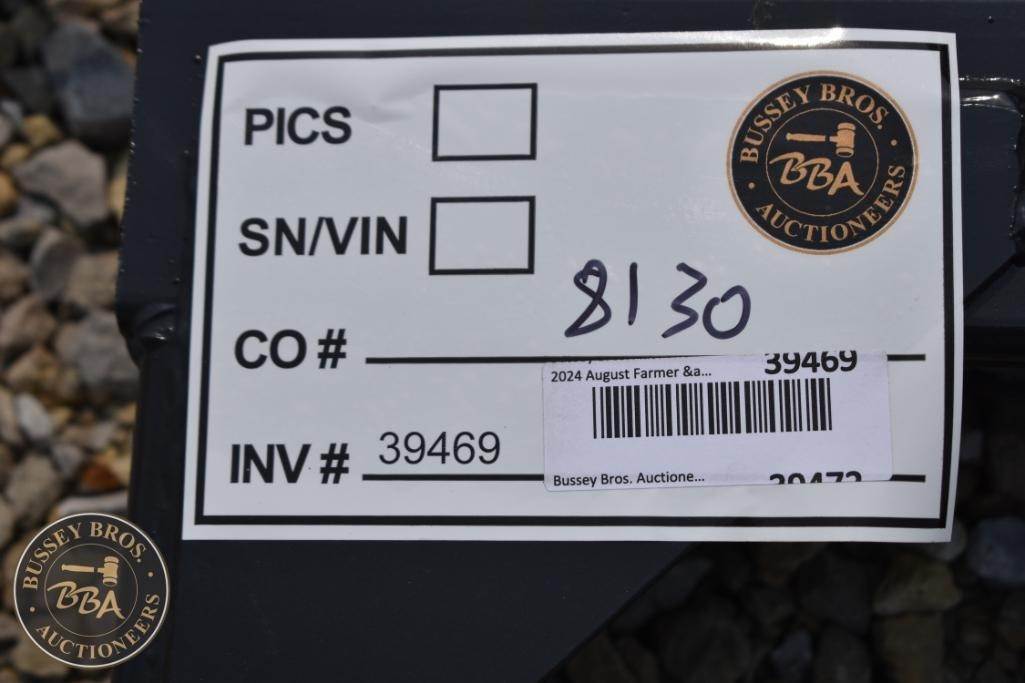 PICS
BUSSEY BROS.
BBA
AUCTIONEERS
SN/VIN
8130
CO #
39469
2024 August Farmer &a...
INV # 39469
Bussey Bros. Auctione...
39473
BUSSEY BROS.
BBA
AUCTIONEERS